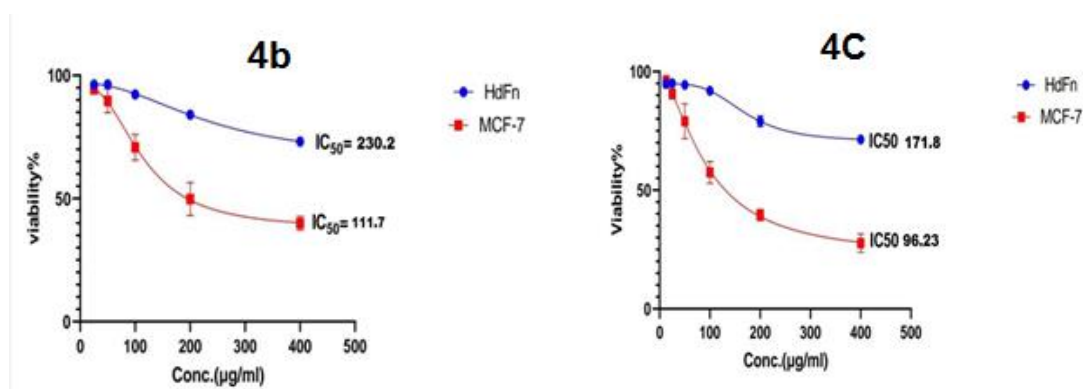 4b
100
50
0
viability%
0 100 200 300 400 500
Conc.(µg/ml)
IC50= 230.2
IC50= 111.7
HdFn
MCF-7
4C
100
50
0
Viability%
0 100 200 300 400 500
Conc.(µg/ml)
IC50 171.8
IC50 96.23
HdFn
MCF-7